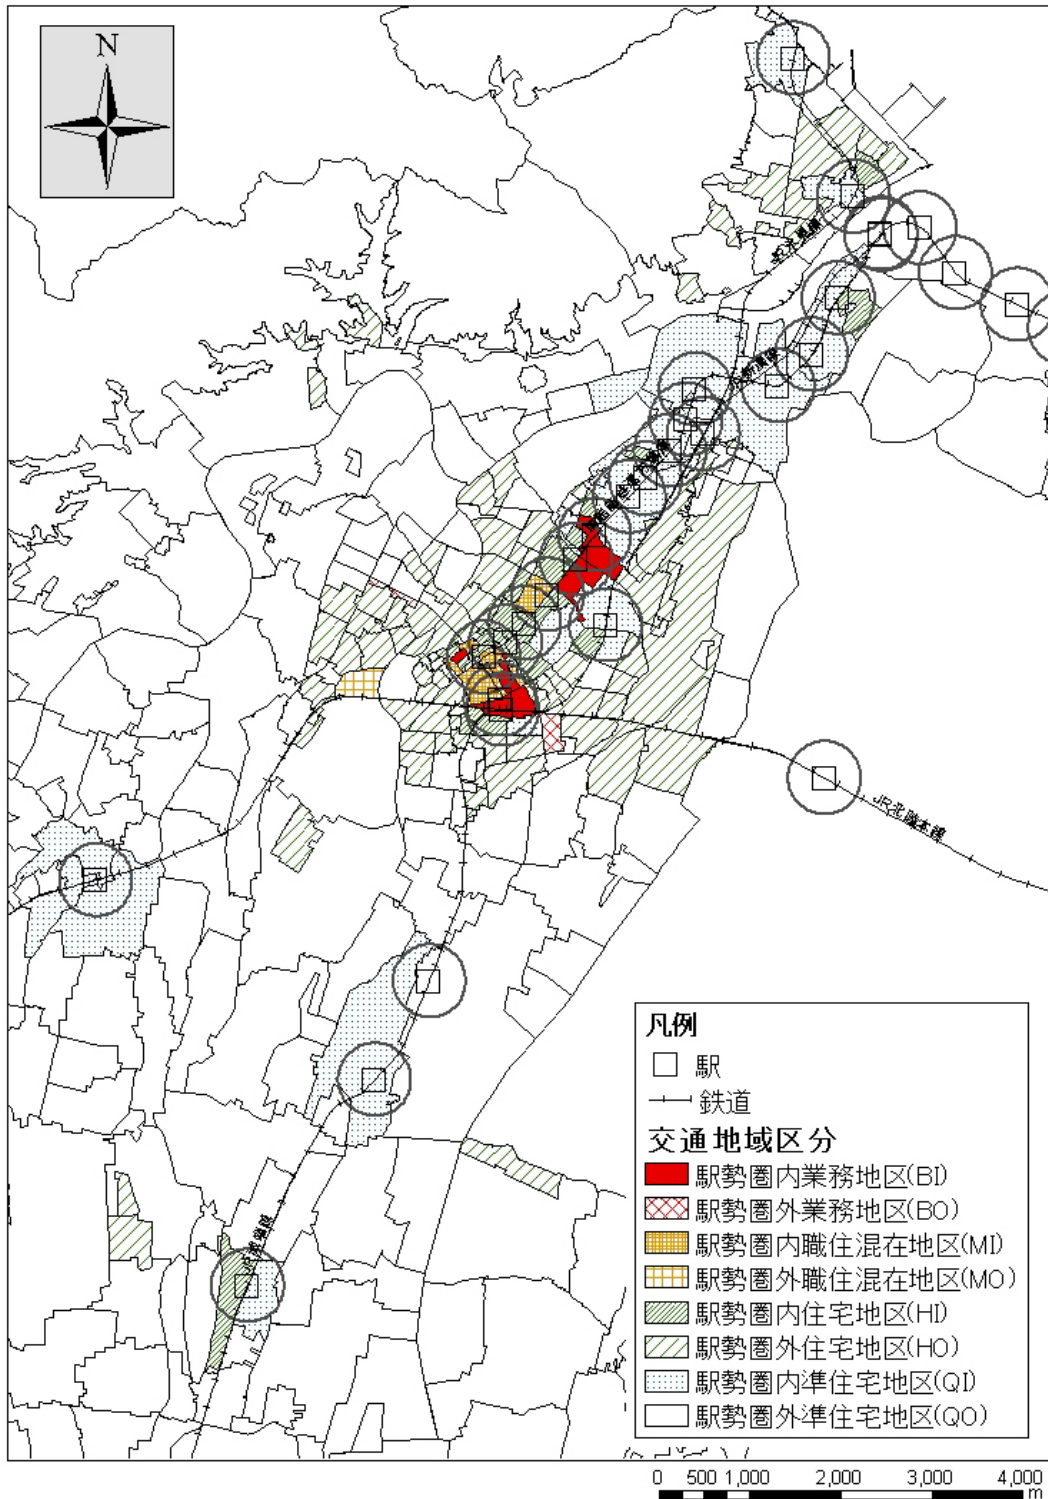 N
JR北陸本線
凡例
駅
鉄道
交通地域区分
駅勢圏内業務地区(BI)
駅勢圏外業務地区(BO)
駅勢圏内職住混在地区(MI)
駅勢圏外職住混在地区(MO)
駅勢圏内住宅地区(HI)
駅勢圏外住宅地区(HO)
駅勢圏内準住宅地区(QI)
駅勢圏外準住宅地区(QO)
0 500 1,000 2,000 3,000 4,000
m